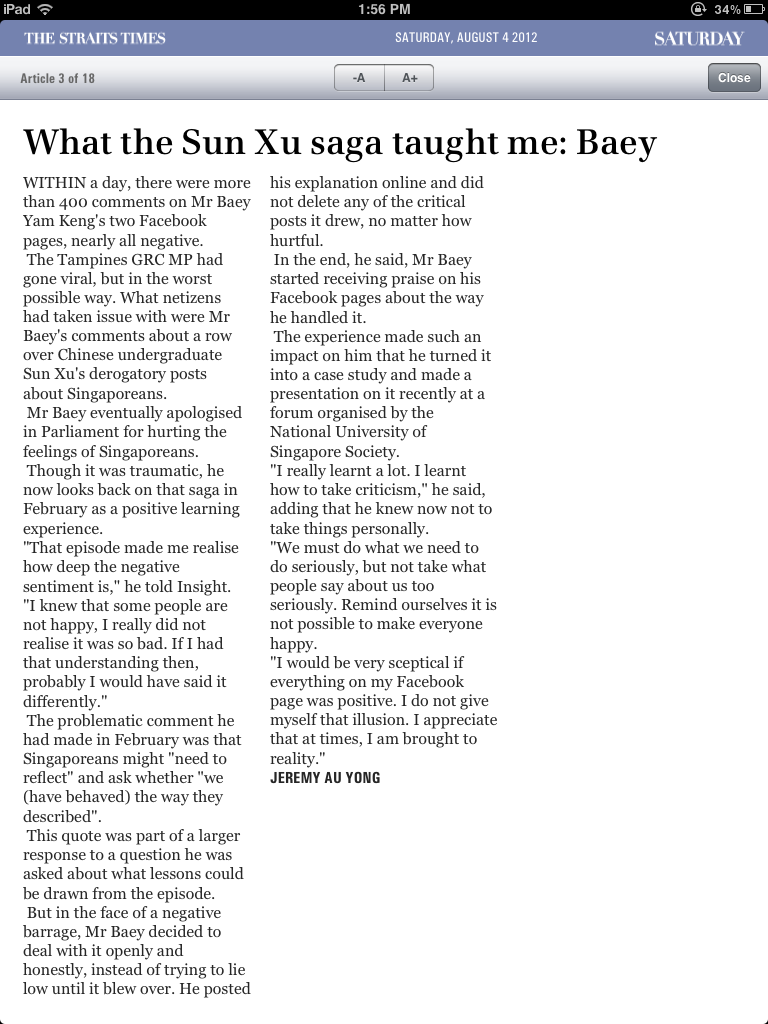 iPad 1:56 PM 34%
THE STRAITS TIMES SATURDAY, AUGUST 4 2012 SATURDAY
Article 3 of 18 -A A+ Close
What the Sun Xu saga taught me: Baey
WITHIN a day, there were more
than 400 comments on Mr Baey
Yam Keng's two Facebook
pages, nearly all negative.
The Tampines GRC MP had
gone viral, but in the worst
possible way. What netizens
had taken issue with were Mr
Baey's comments about a row
over Chinese undergraduate
Sun Xu's derogatory posts
about Singaporeans.
Mr Baey eventually apologised
in Parliament for hurting the
feelings of Singaporeans.
Though it was traumatic, he
now looks back on that saga in
February as a positive learning
experience.
"That episode made me realise
how deep the negative
sentiment is," he told Insight.
"I knew that some people are
not happy, I really did not
realise it was so bad. If I had
that understanding then,
probably I would have said it
differently."
The problematic comment he
had made in February was that
Singaporeans might "need to
reflect" and ask whether "we
(have behaved) the way they
described".
This quote was part of a larger
response to a question he was
asked about what lessons could
be drawn from the episode.
But in the face of a negative
barrage, Mr Baey decided to
deal with it openly and
honestly, instead of trying to lie
low until it blew over. He posted
his explanation online and did
not delete any of the critical
posts it drew, no matter how
hurtful.
In the end, he said, Mr Baey
started receiving praise on his
Facebook pages about the way
he handled it.
The experience made such an
impact on him that he turned it
into a case study and made a
presentation on it recently at a
forum organised by the
National University of
Singapore Society.
"I really learnt a lot. I learnt
how to take criticism," he said,
adding that he knew now not to
take things personally.
"We must do what we need to
do seriously, but not take what
people say about us too
seriously. Remind ourselves it is
not possible to make everyone
happy.
"I would be very sceptical if
everything on my Facebook
page was positive. I do not give
myself that illusion. I appreciate
that at times, I am brought to
reality."
JEREMY AU YONG